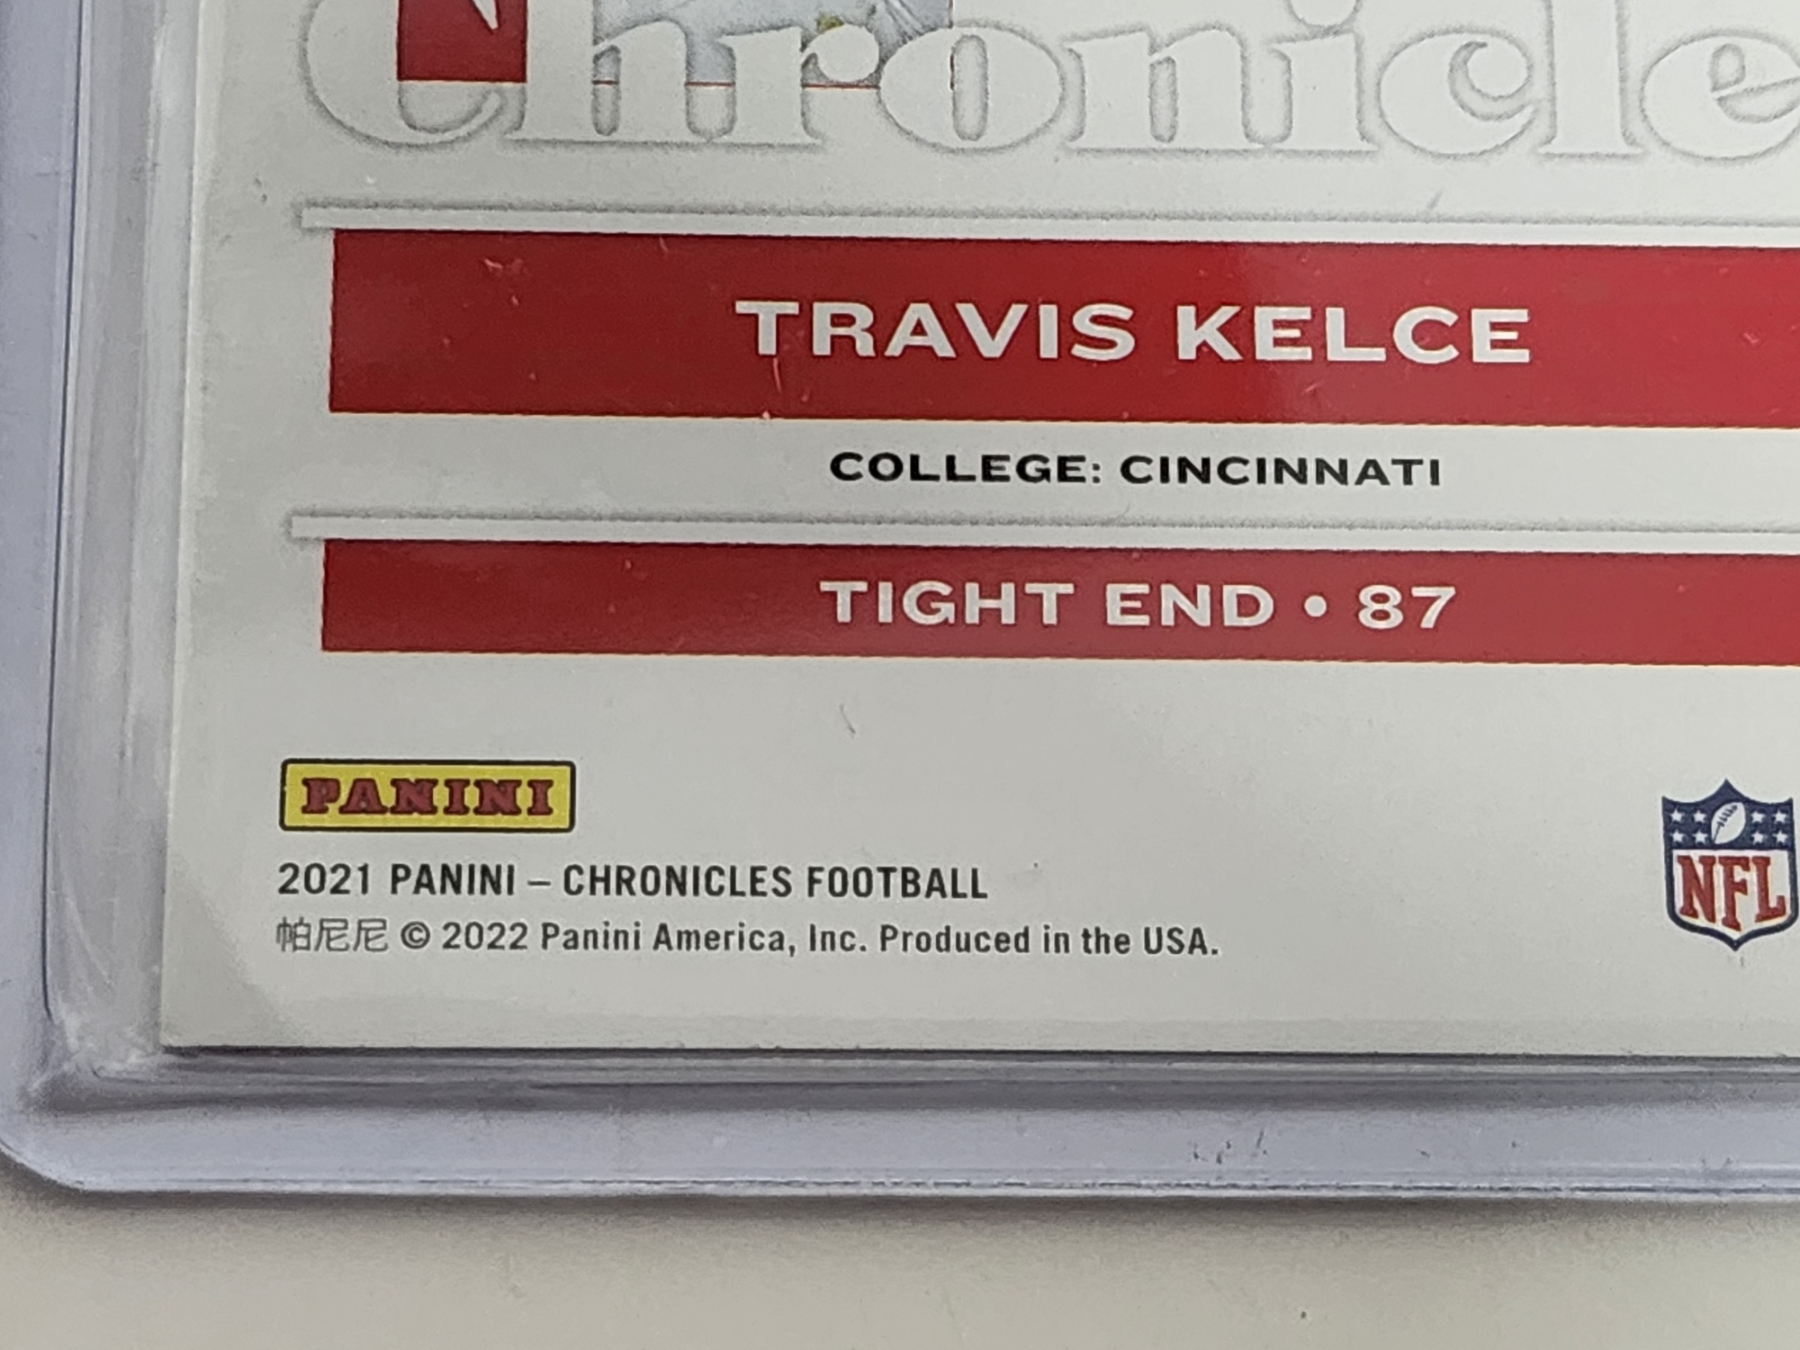 Chronicle
TRAVIS KELCE
COLLEGE: CINCINNATI
TIGHT END • 87
PANINI
2021 PANINI – CHRONICLES FOOTBALL
帕尼尼 © 2022 Panini America, Inc. Produced in the USA.
NFL